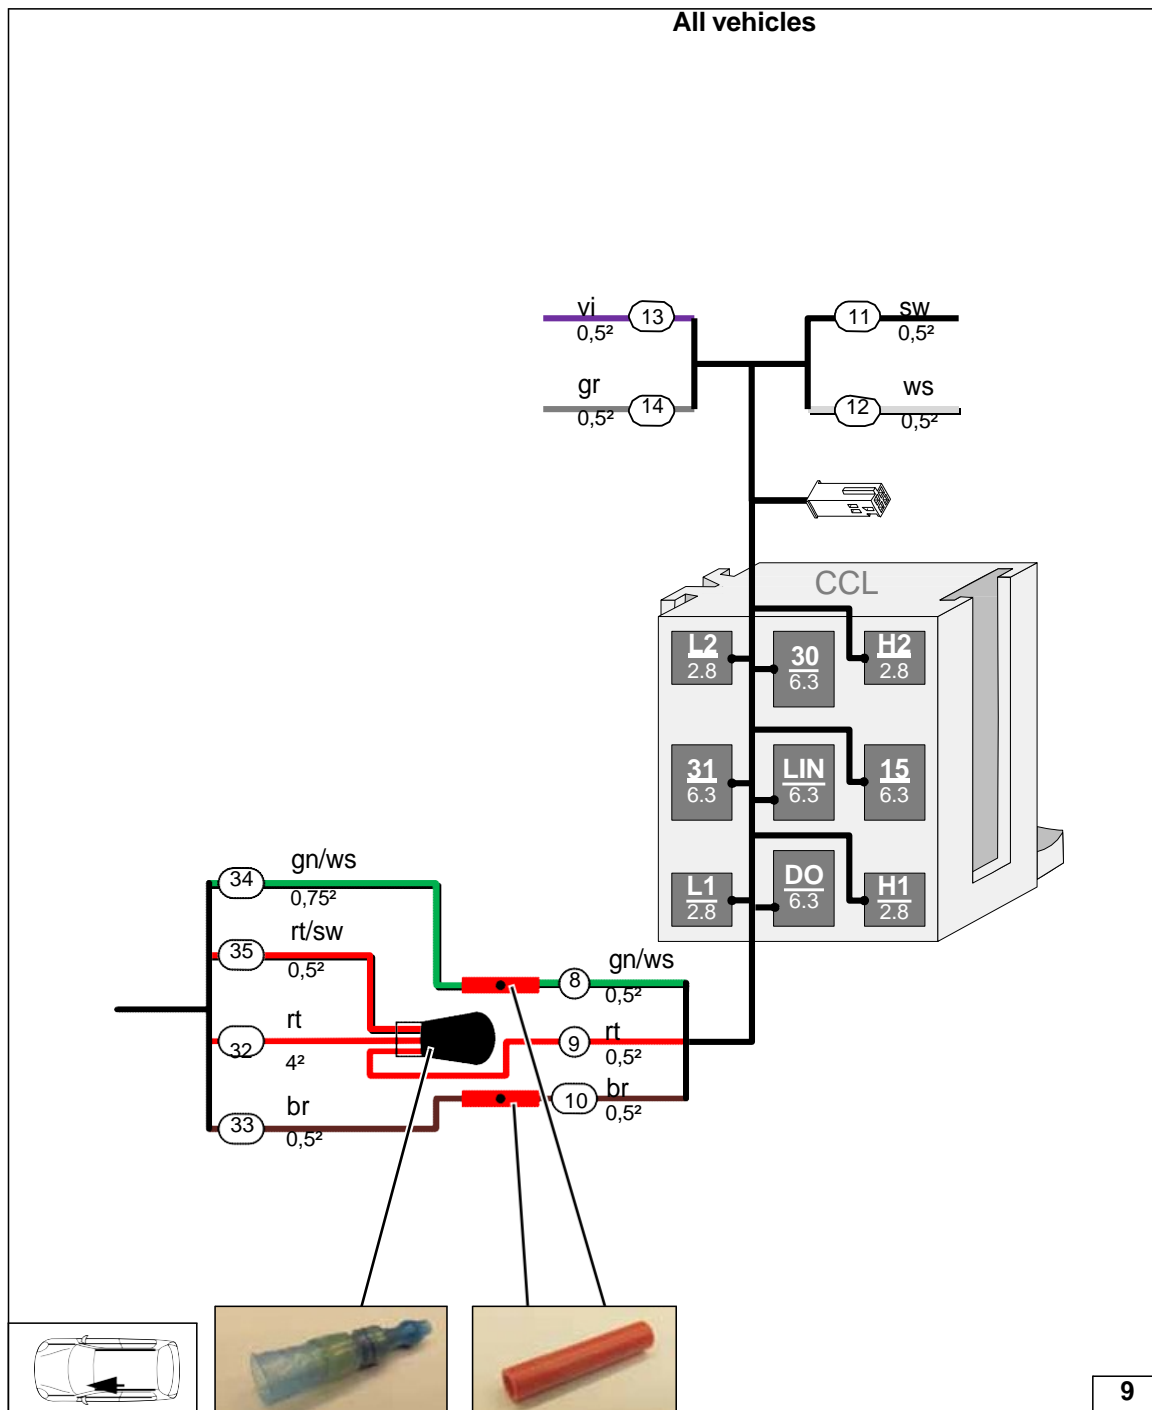 All vehicles
vi 13 11 sw
0,5² 0,5²
gr 14 12 ws
0,5² 0,5²
CCL
L2 30 H2
2.8 6.3 2.8
31 LIN 15
6.3 6.3 6.3
L1 DO H1
2.8 6.3 2.8
34 gn/ws
0,75²
35 rt/sw
0,5²
8 gn/ws
0,5²
32 rt
4²
9 rt
0,5²
33 br
0,5²
10 br
0,5²
9